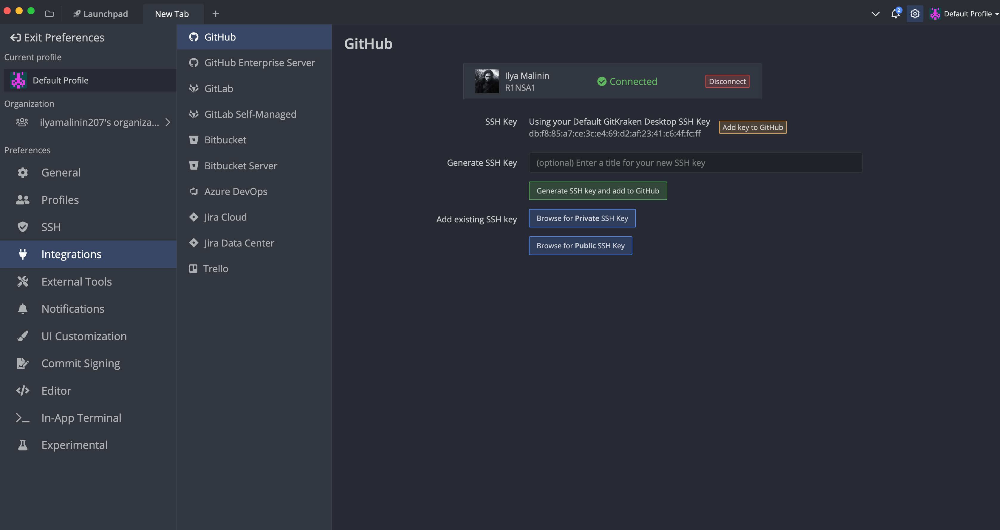 Launchpad
New Tab
2
Default Profile
Exit Preferences
Current profile
Default Profile
Organization
ilyamalinin207's organiza...
Preferences
General
Profiles
SSH
Integrations
External Tools
Notifications
UI Customization
Commit Signing
Editor
In-App Terminal
Experimental
GitHub
GitHub Enterprise Server
GitLab
GitLab Self-Managed
Bitbucket
Bitbucket Server
Azure DevOps
Jira Cloud
Jira Data Center
Trello
GitHub
Ilya Malinin
R1NSA1
Connected
Disconnect
SSH Key
Using your Default GitKraken Desktop SSH Key
db:f8:85:a7:ce:3c:e4:69:d2:af:23:41:c6:4f:fc:ff
Add key to GitHub
Generate SSH Key
(optional) Enter a title for your new SSH key
Generate SSH key and add to GitHub
Add existing SSH key
Browse for Private SSH Key
Browse for Public SSH Key